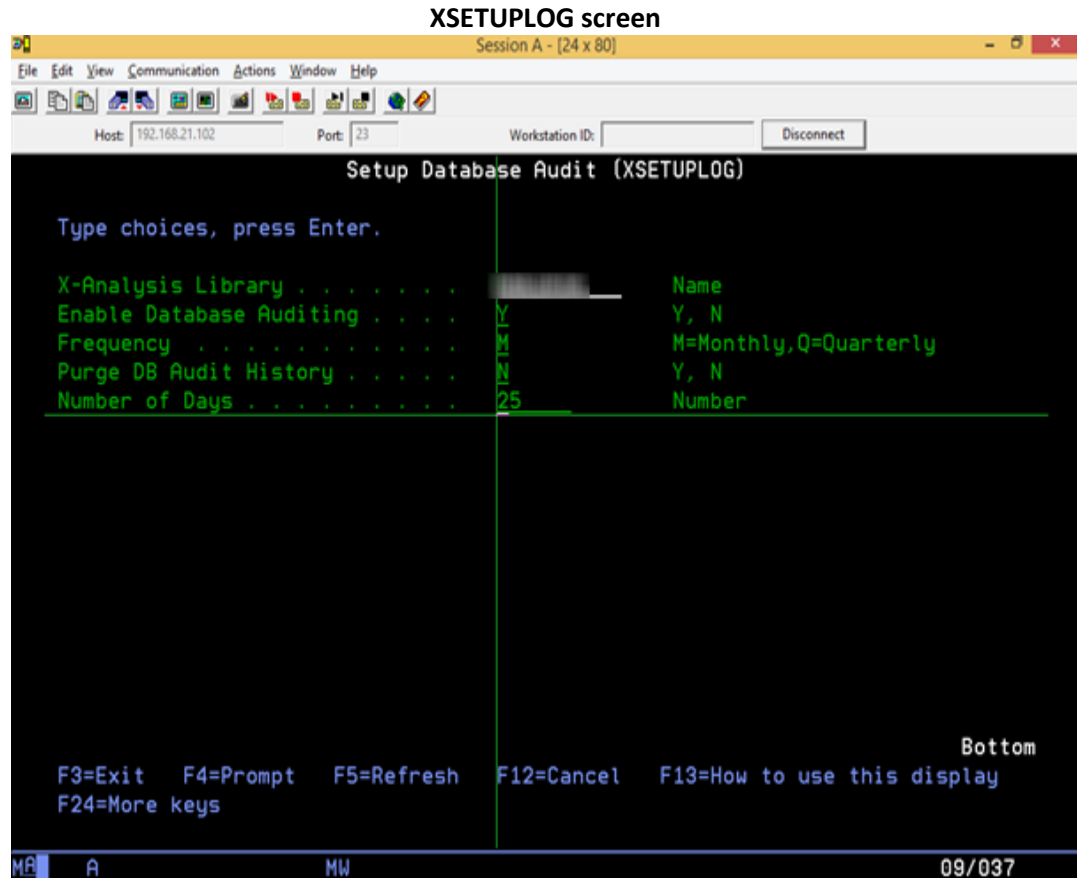 XSETUPLOG screen
Session A - [24 x 80]
File Edit View Communication Actions Window Help
Host: 192.168.21.102 Port: 23 Workstation ID: Disconnect
Setup Database Audit (XSETUPLOG)
Type choices, press Enter.
X-Analysis Library . . . . . . . Name
Enable Database Auditing . . . . Y Y, N
Frequency . . . . . . . . . . . M M=Monthly,Q=Quarterly
Purge DB Audit History . . . . . N Y, N
Number of Days . . . . . . . . . 25 Number
Bottom
F3=Exit F4=Prompt F5=Refresh F12=Cancel F13=How to use this display
F24=More keys
MA A MW 09/037